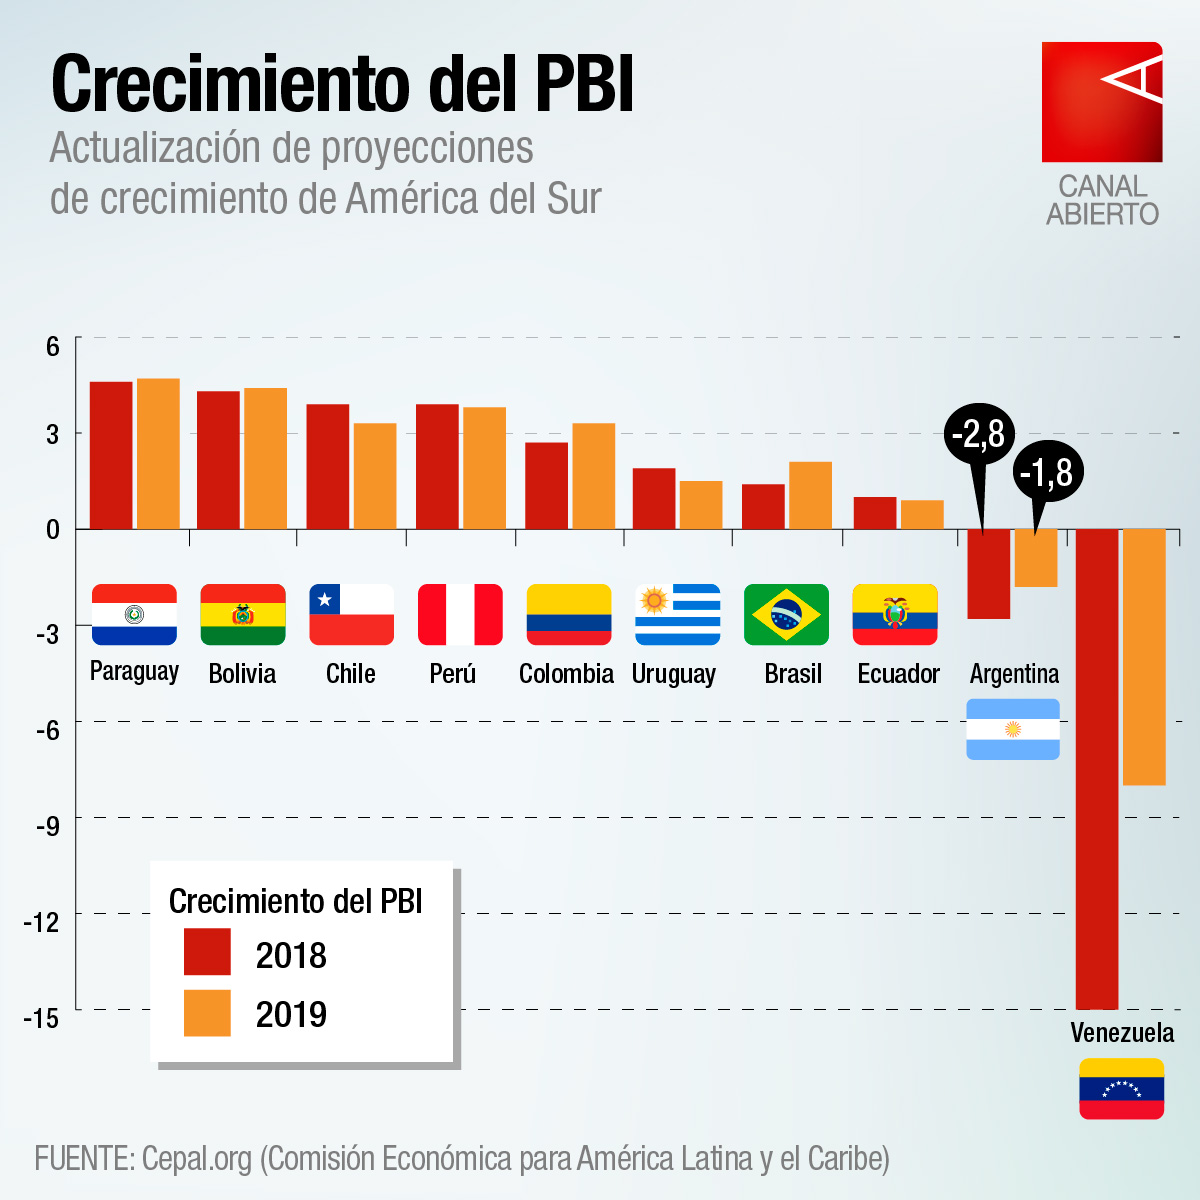 Crecimiento del PBI
Actualización de proyecciones
de crecimiento de América del Sur
CANAL
ABIERTO
6
3
0
-3
-6
-9
-12
-15
-2,8
-1,8
Paraguay
Bolivia
Chile
Perú
Colombia
Uruguay
Brasil
Ecuador
Argentina
Venezuela
Crecimiento del PBI
2018
2019
FUENTE: Cepal.org (Comisión Económica para América Latina y el Caribe)